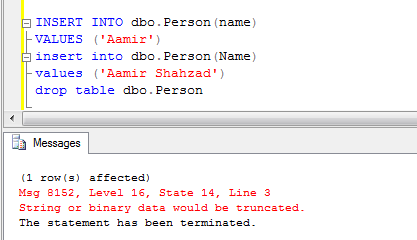 INSERT INTO dbo.Person(name)
VALUES ('Aamir')
insert into dbo.Person(Name)
values ('Aamir Shahzad')
drop table dbo.Person
Messages
(1 row(s) affected)
Msg 8152, Level 16, State 14, Line 3
String or binary data would be truncated.
The statement has been terminated.